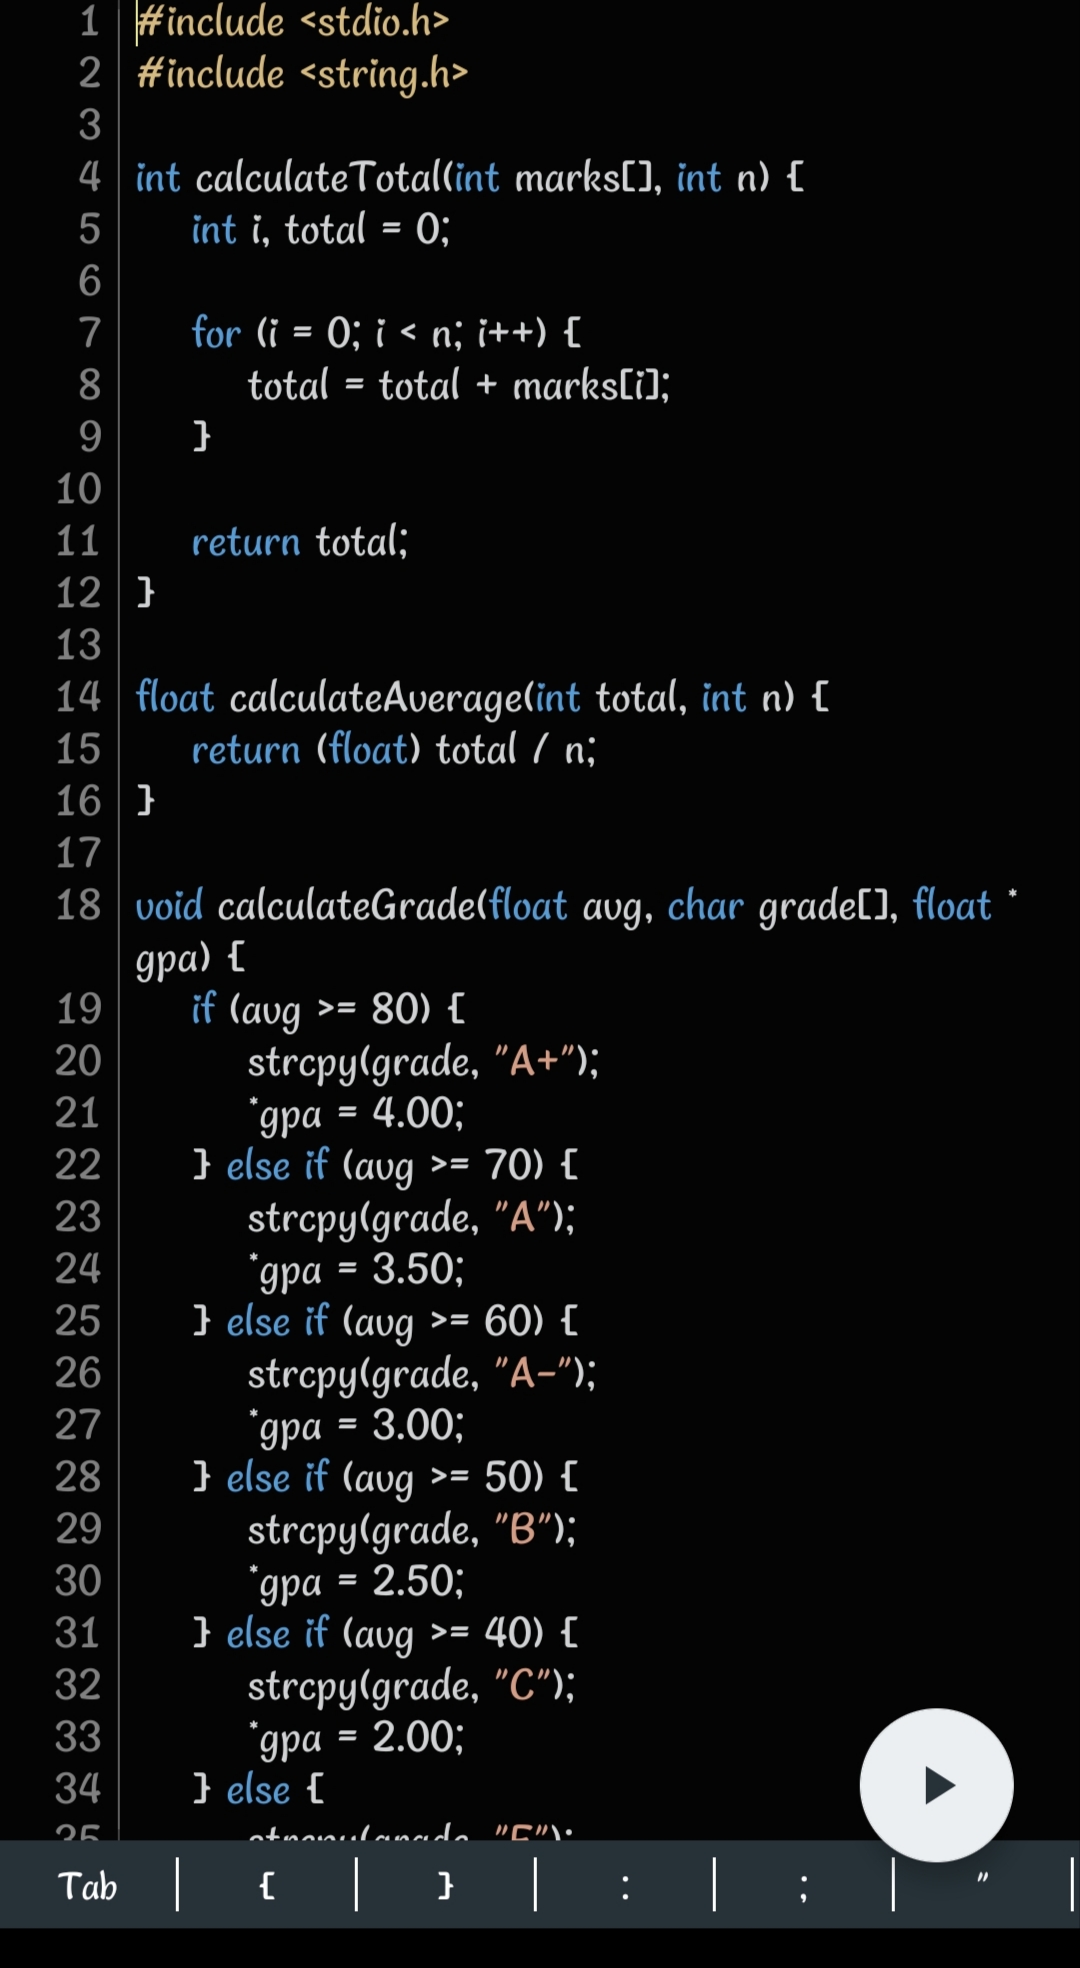 1 #include <stdio.h>
2 #include <string.h>
3
4 int calculateTotal(int marks[], int n) {
5 int i, total = 0;
6
7 for (i = 0; i < n; i++) {
8 total = total + marks[i];
9 }
10
11 return total;
12 }
13
14 float calculateAverage(int total, int n) {
15 return (float) total / n;
16 }
17
18 void calculateGrade(float avg, char grade[], float *
gpa) {
19 if (avg >= 80) {
20 strcpy(grade, "A+");
21 *gpa = 4.00;
22 } else if (avg >= 70) {
23 strcpy(grade, "A");
24 *gpa = 3.50;
25 } else if (avg >= 60) {
26 strcpy(grade, "A-");
27 *gpa = 3.00;
28 } else if (avg >= 50) {
29 strcpy(grade, "B");
30 *gpa = 2.50;
31 } else if (avg >= 40) {
32 strcpy(grade, "C");
33 *gpa = 2.00;
34 } else {
35 strcpy(grade,
Tab { } : ; "